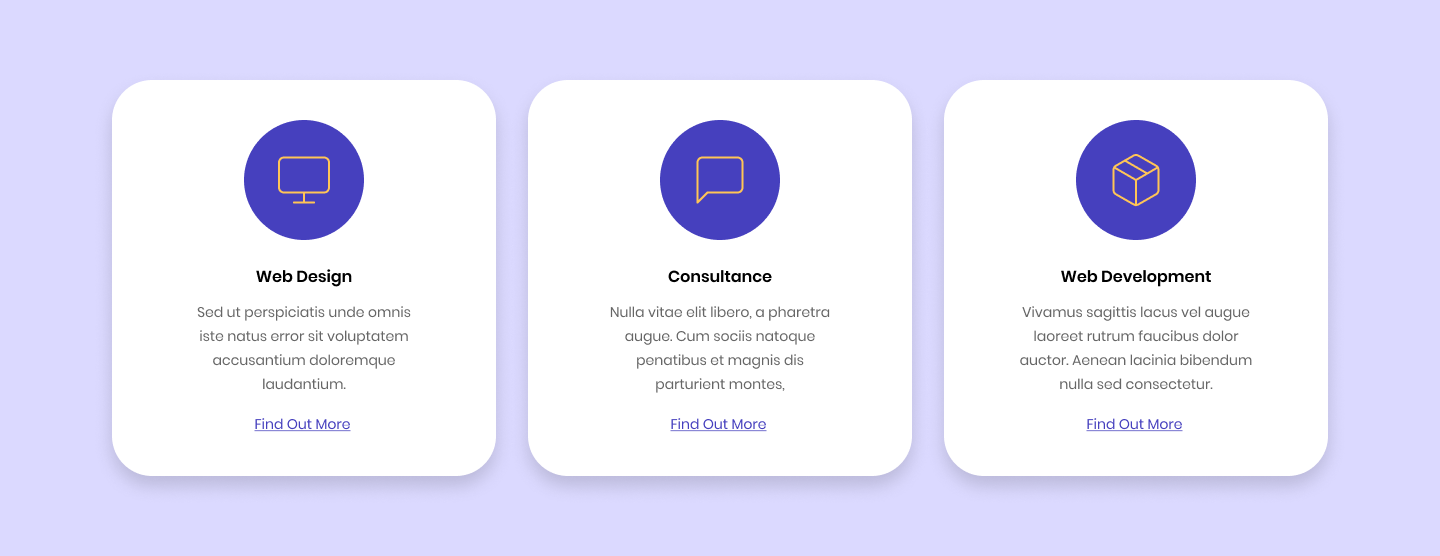 Web Design
Sed ut perspiciatis unde omnis
iste natus error sit voluptatem
accusantium doloremque
laudantium.
Find Out More
Consultance
Nulla vitae elit libero, a pharetra
augue. Cum sociis natoque
penatibus et magnis dis
parturient montes,
Find Out More
Web Development
Vivamus sagittis lacus vel augue
laoreet rutrum faucibus dolor
auctor. Aenean lacinia bibendum
nulla sed consectetur.
Find Out More